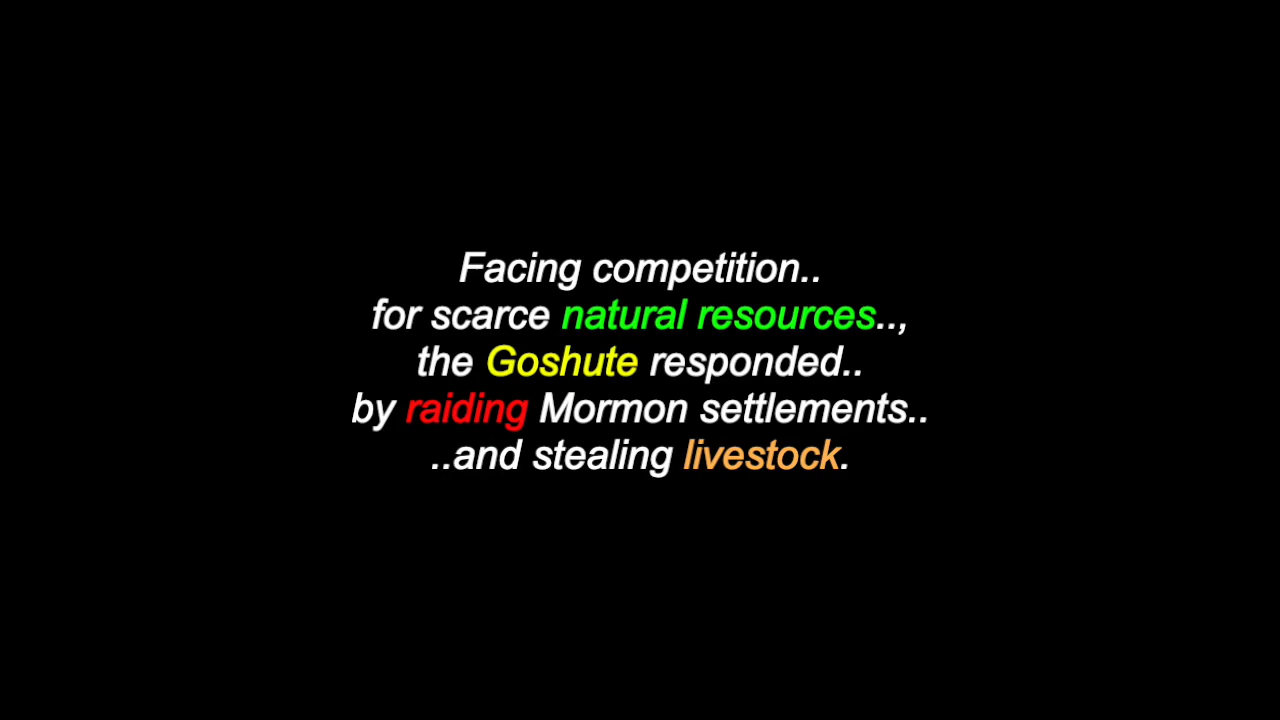 Facing competition..
for scarce natural resources..,
the Goshute responded..
by raiding Mormon settlements..
..and stealing livestock.